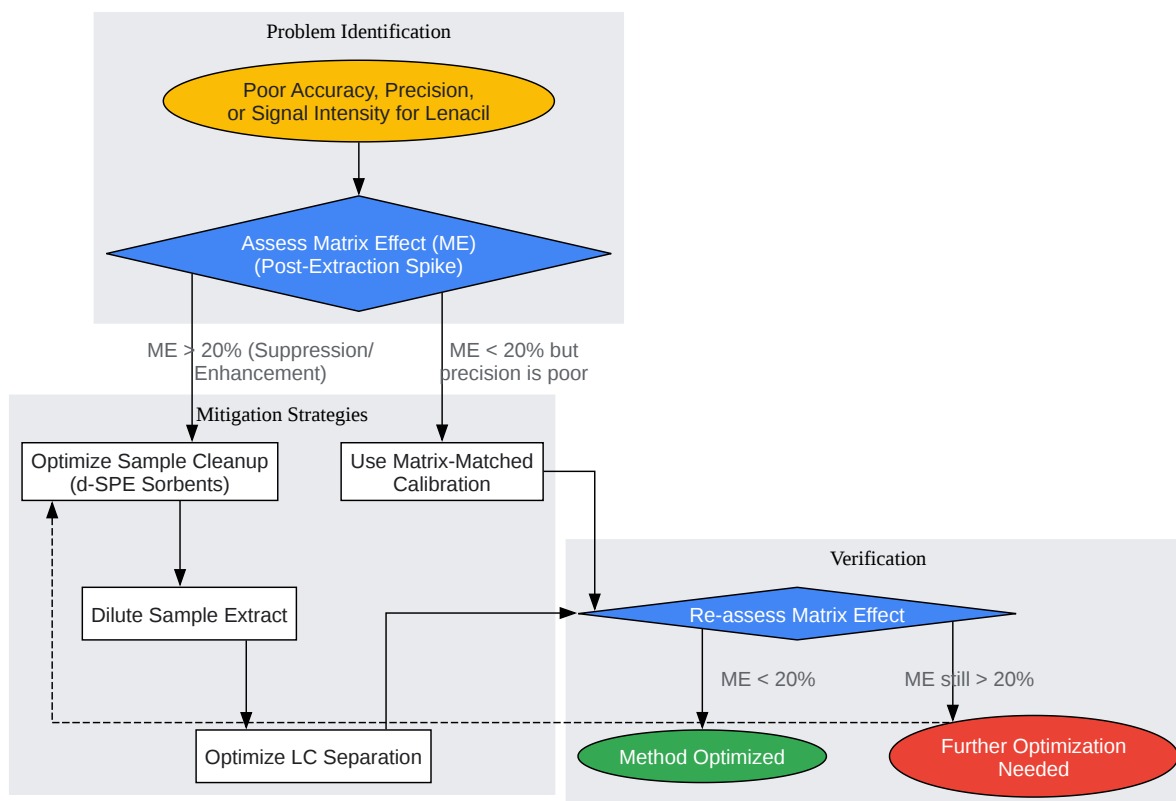 Problem Identification
Poor Accuracy, Precision,
or Signal Intensity for Lenacil
Assess Matrix Effect (ME)
(Post-Extraction Spike)
ME > 20% (Suppression/
Enhancement)
ME < 20% but
precision is poor
Mitigation Strategies
Optimize Sample Cleanup
(d-SPE Sorbents)
Use Matrix-Matched
Calibration
Dilute Sample Extract
Optimize LC Separation
Verification
Re-assess Matrix Effect
ME < 20%
ME still > 20%
Method Optimized
Further Optimization
Needed